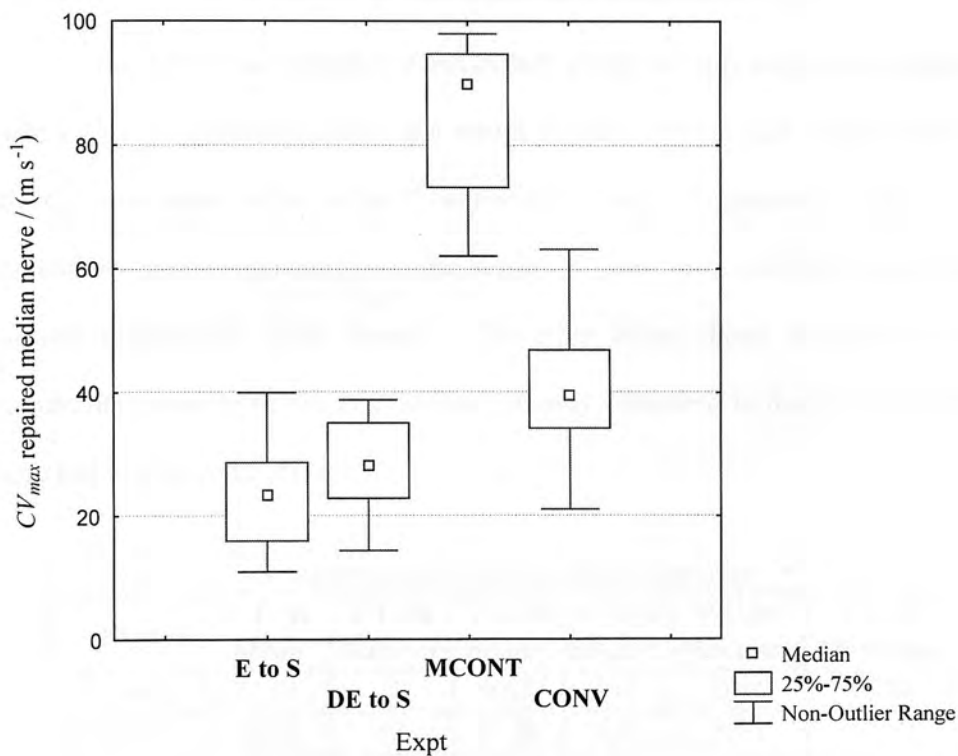 100
80
60
40
20
0
CV_max repaired median nerve / (m s⁻¹)
E to S
MCONT
DE to S
CONV
Expt
Median
25%-75%
Non-Outlier Range